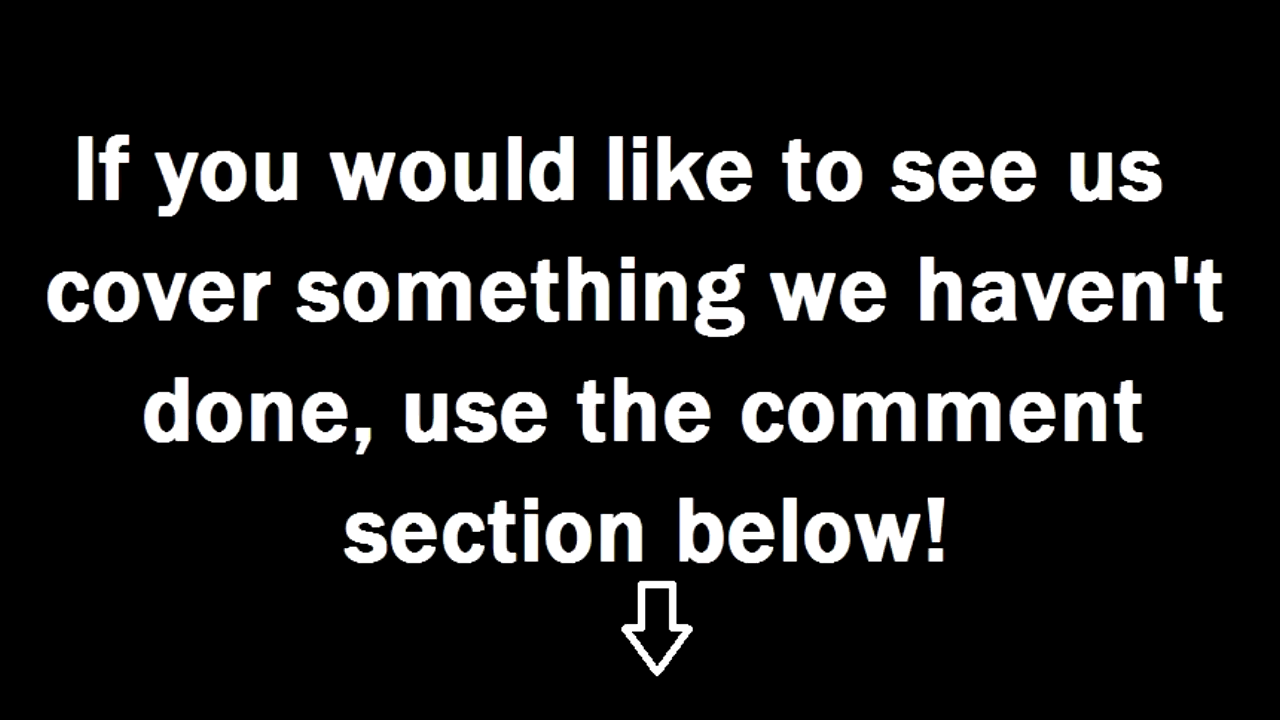 If you would like to see us
cover something we haven't
done, use the comment
section below!